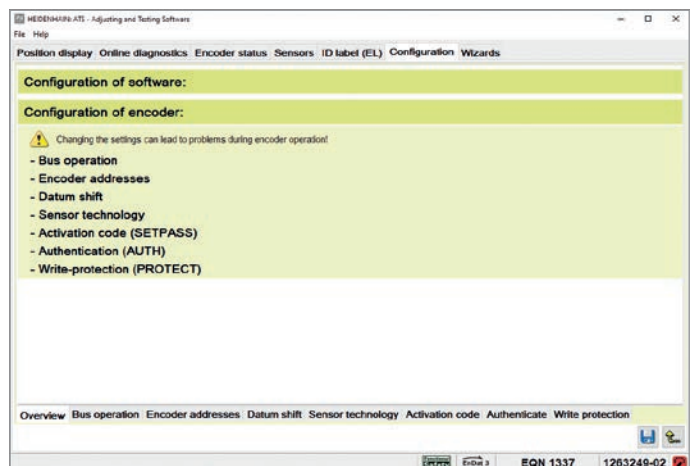 HEIDENHAIN: ATS - Adjusting and Testing Software
File Help
Position display Online diagnostics Encoder status Sensors ID label (EL) Configuration Wizards
Configuration of software:
Configuration of encoder:
Changing the settings can lead to problems during encoder operation!
- Bus operation
- Encoder addresses
- Datum shift
- Sensor technology
- Activation code (SETPASS)
- Authentication (AUTH)
- Write-protection (PROTECT)
Overview Bus operation Encoder addresses Datum shift Sensor technology Activation code Authenticate Write protection
EnDat 3 EQN 1337 1263249-02